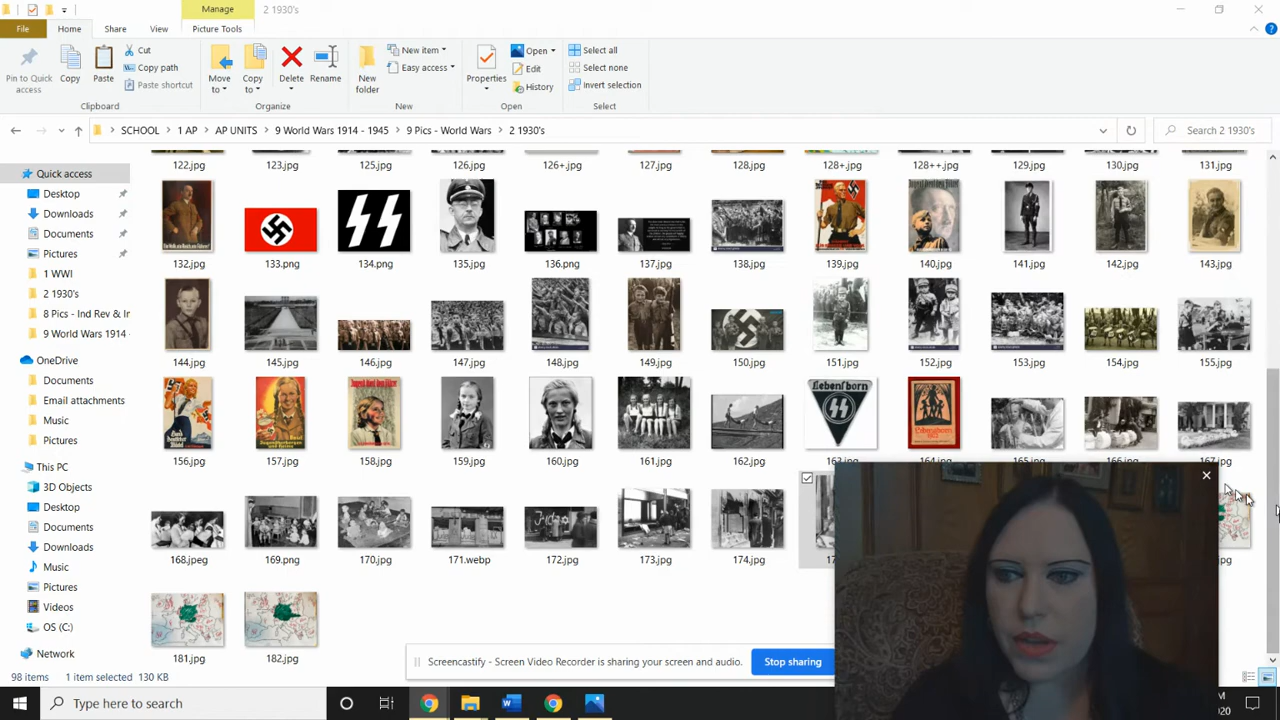 Manage
2 1930's
File
Home
Share
View
Picture Tools
Pin to Quick access
Copy
Paste
Cut
Copy path
Paste shortcut
Clipboard
Move to
Copy to
Delete
Rename
Organize
New folder
New item
Easy access
New
Properties
Open
Edit
History
Open
Select all
Select none
Invert selection
Select
SCHOOL
1 AP
AP UNITS
9 World Wars 1914 - 1945
9 Pics - World Wars
2 1930's
Search 2 1930's
Quick access
Desktop
Downloads
Documents
Pictures
1 WWI
2 1930's
8 Pics - Ind Rev & In
9 World Wars 1914 -
OneDrive
Documents
Email attachments
Music
Pictures
This PC
3D Objects
Desktop
Documents
Downloads
Music
Pictures
Videos
OS (C:)
Network
122.jpg 123.jpg 125.jpg 126.jpg 126+.jpg 127.jpg 128.jpg 128+.jpg 128++.jpg 129.jpg 130.jpg 131.jpg
132.jpg 133.png 134.png 135.jpg 136.png 137.jpg 138.jpg 139.jpg 140.jpg 141.jpg 142.jpg 143.jpg
144.jpg 145.jpg 146.jpg 147.jpg 148.jpg 149.jpg 150.jpg 151.jpg 152.jpg 153.jpg 154.jpg 155.jpg
Lebensborn
156.jpg 157.jpg 158.jpg 159.jpg 160.jpg 161.jpg 162.jpg
168.jpeg 169.png 170.jpg 171.webp 172.jpg 173.jpg 174.jpg
181.jpg 182.jpg
Screencastify - Screen Video Recorder is sharing your screen and audio.
Stop sharing
98 items
1 item selected
130 KB
Type here to search